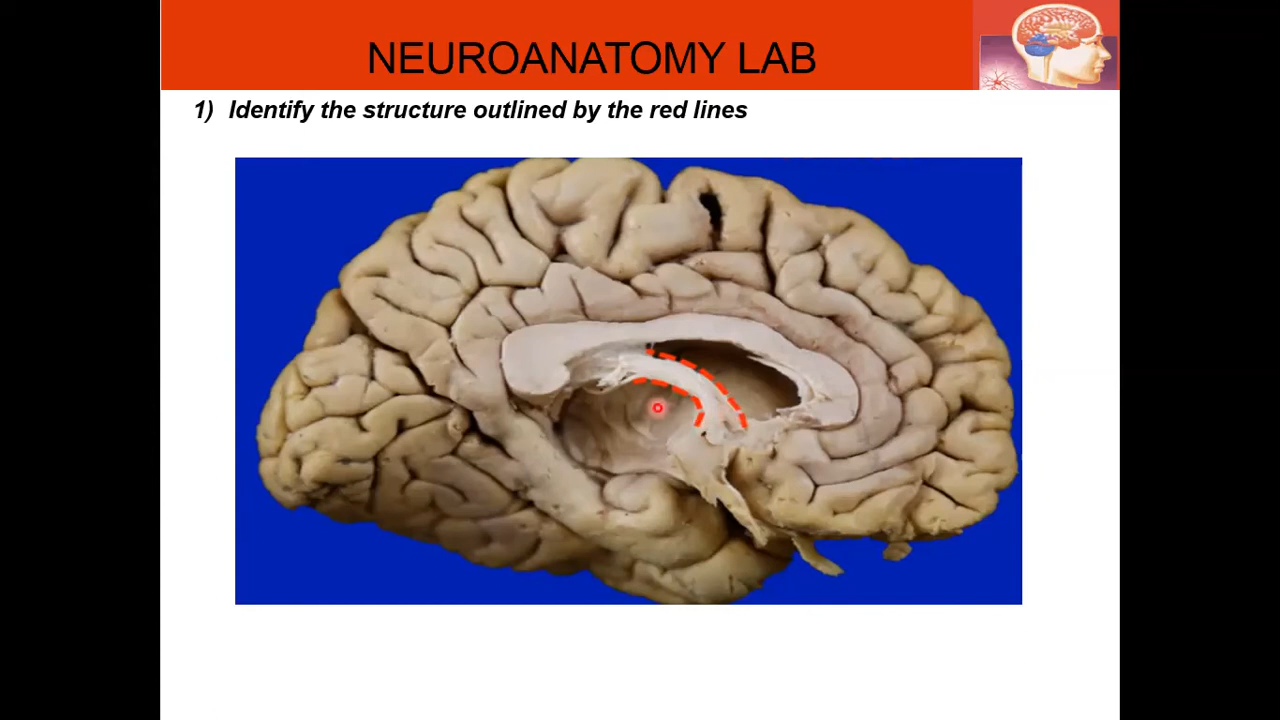 NEUROANATOMY LAB
1) Identify the structure outlined by the red lines